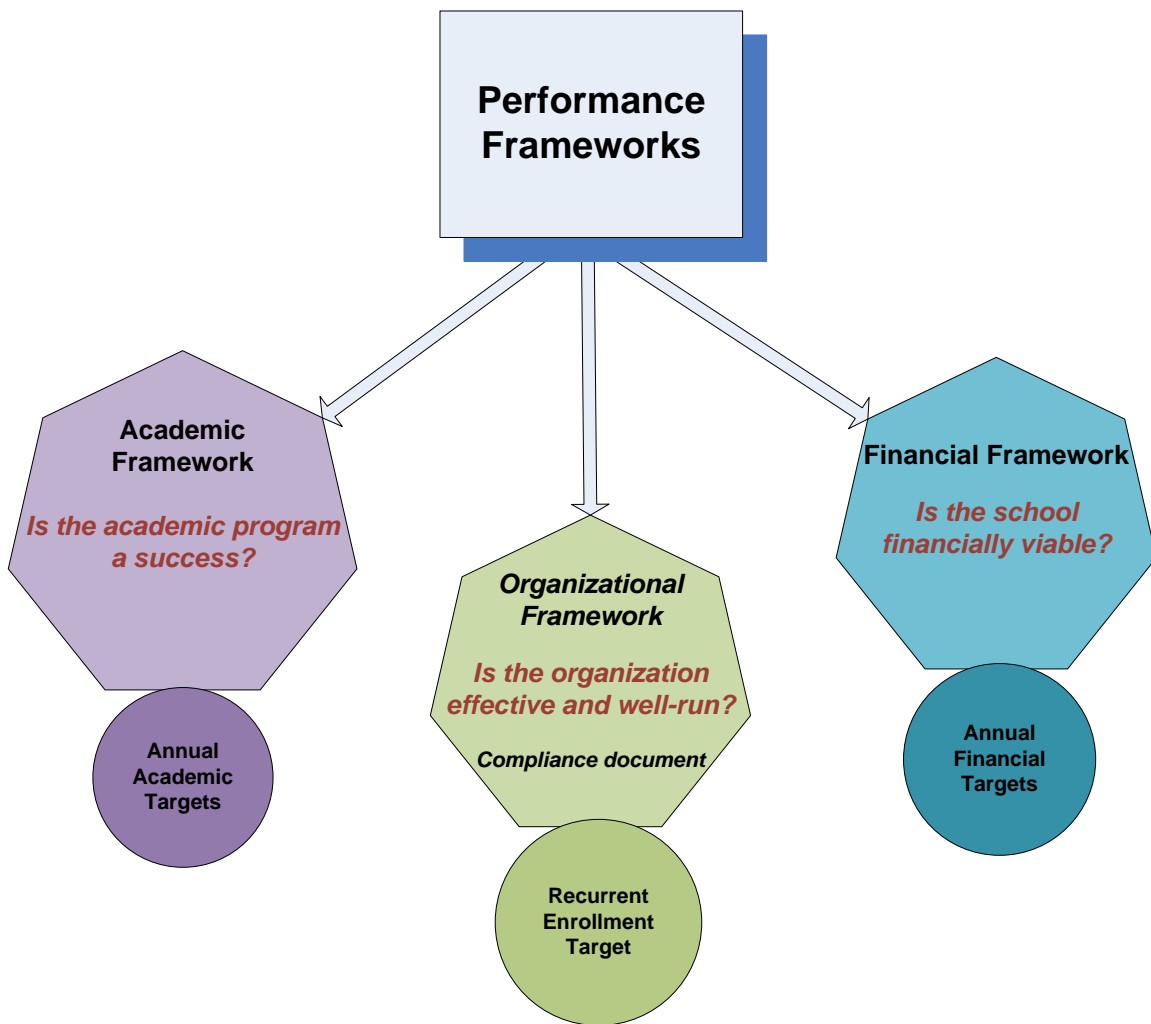 Performance
Frameworks
Academic
Framework
Is the academic program
a success?
Annual
Academic
Targets
Organizational
Framework
Is the organization
effective and well-run?
Compliance document
Recurrent
Enrollment
Target
Financial Framework
Is the school
financially viable?
Annual
Financial
Targets